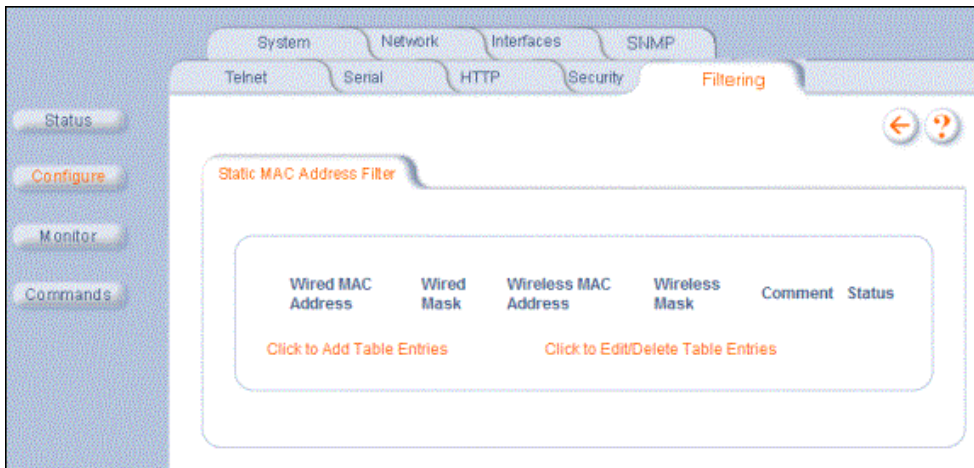 System Network Interfaces SNMP
Telnet Serial HTTP Security Filtering
Status
?
Configure
Static MAC Address Filter
Monitor
Commands
Wired MAC Address
Wired Mask
Wireless MAC Address
Wireless Mask
Comment
Status
Click to Add Table Entries
Click to Edit/Delete Table Entries